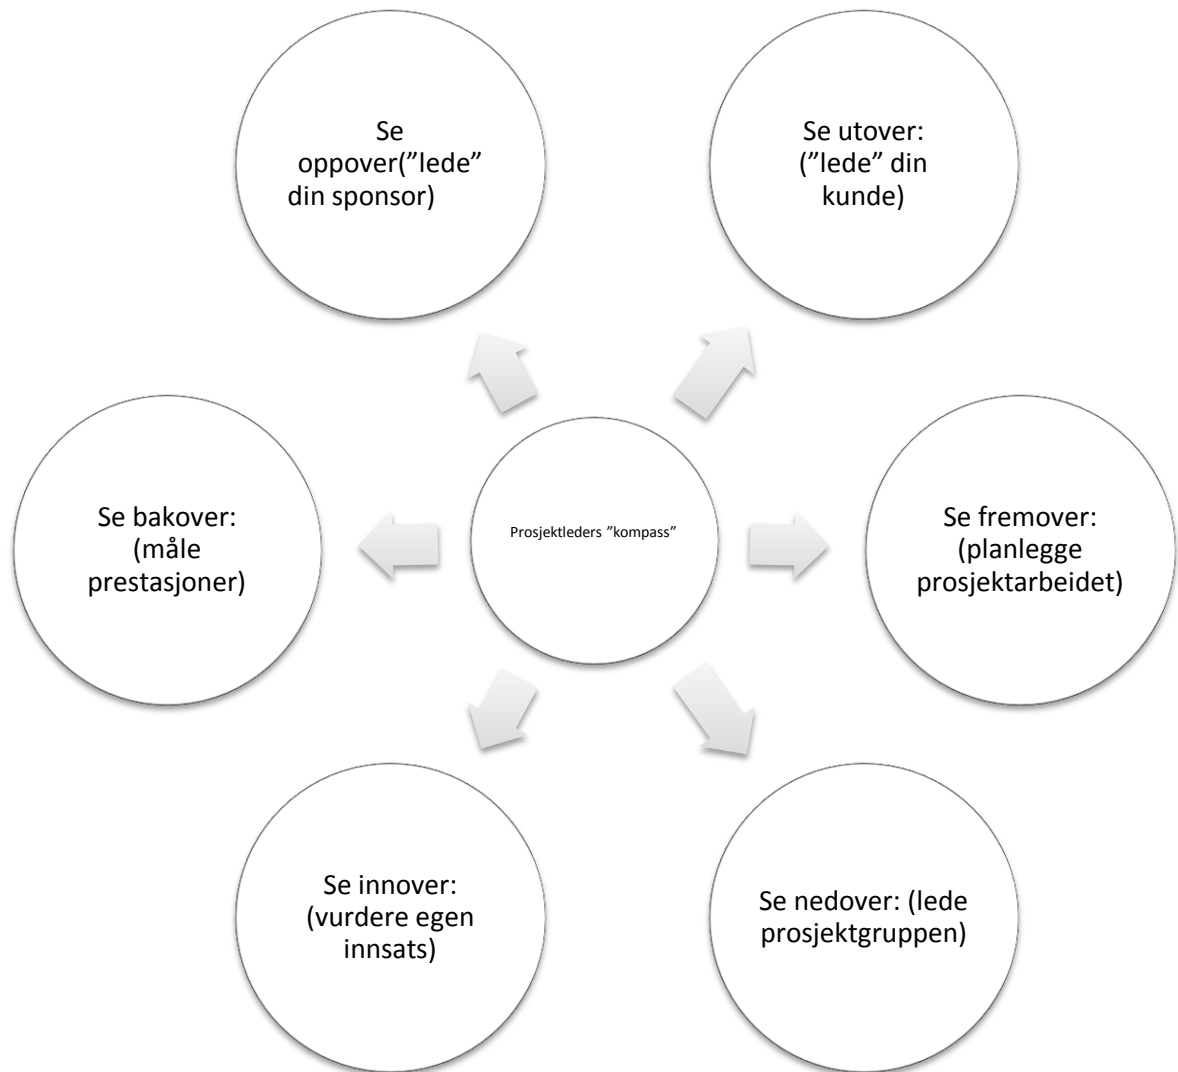 Se
oppover(”lede”
din sponsor)
Se utover:
(”lede” din
kunde)
Se bakover:
(måle
prestasjoner)
Prosjektleders ”kompass”
Se fremover:
(planlegge
prosjektarbeidet)
Se innover:
(vurdere egen
innsats)
Se nedover: (lede
prosjektgruppen)